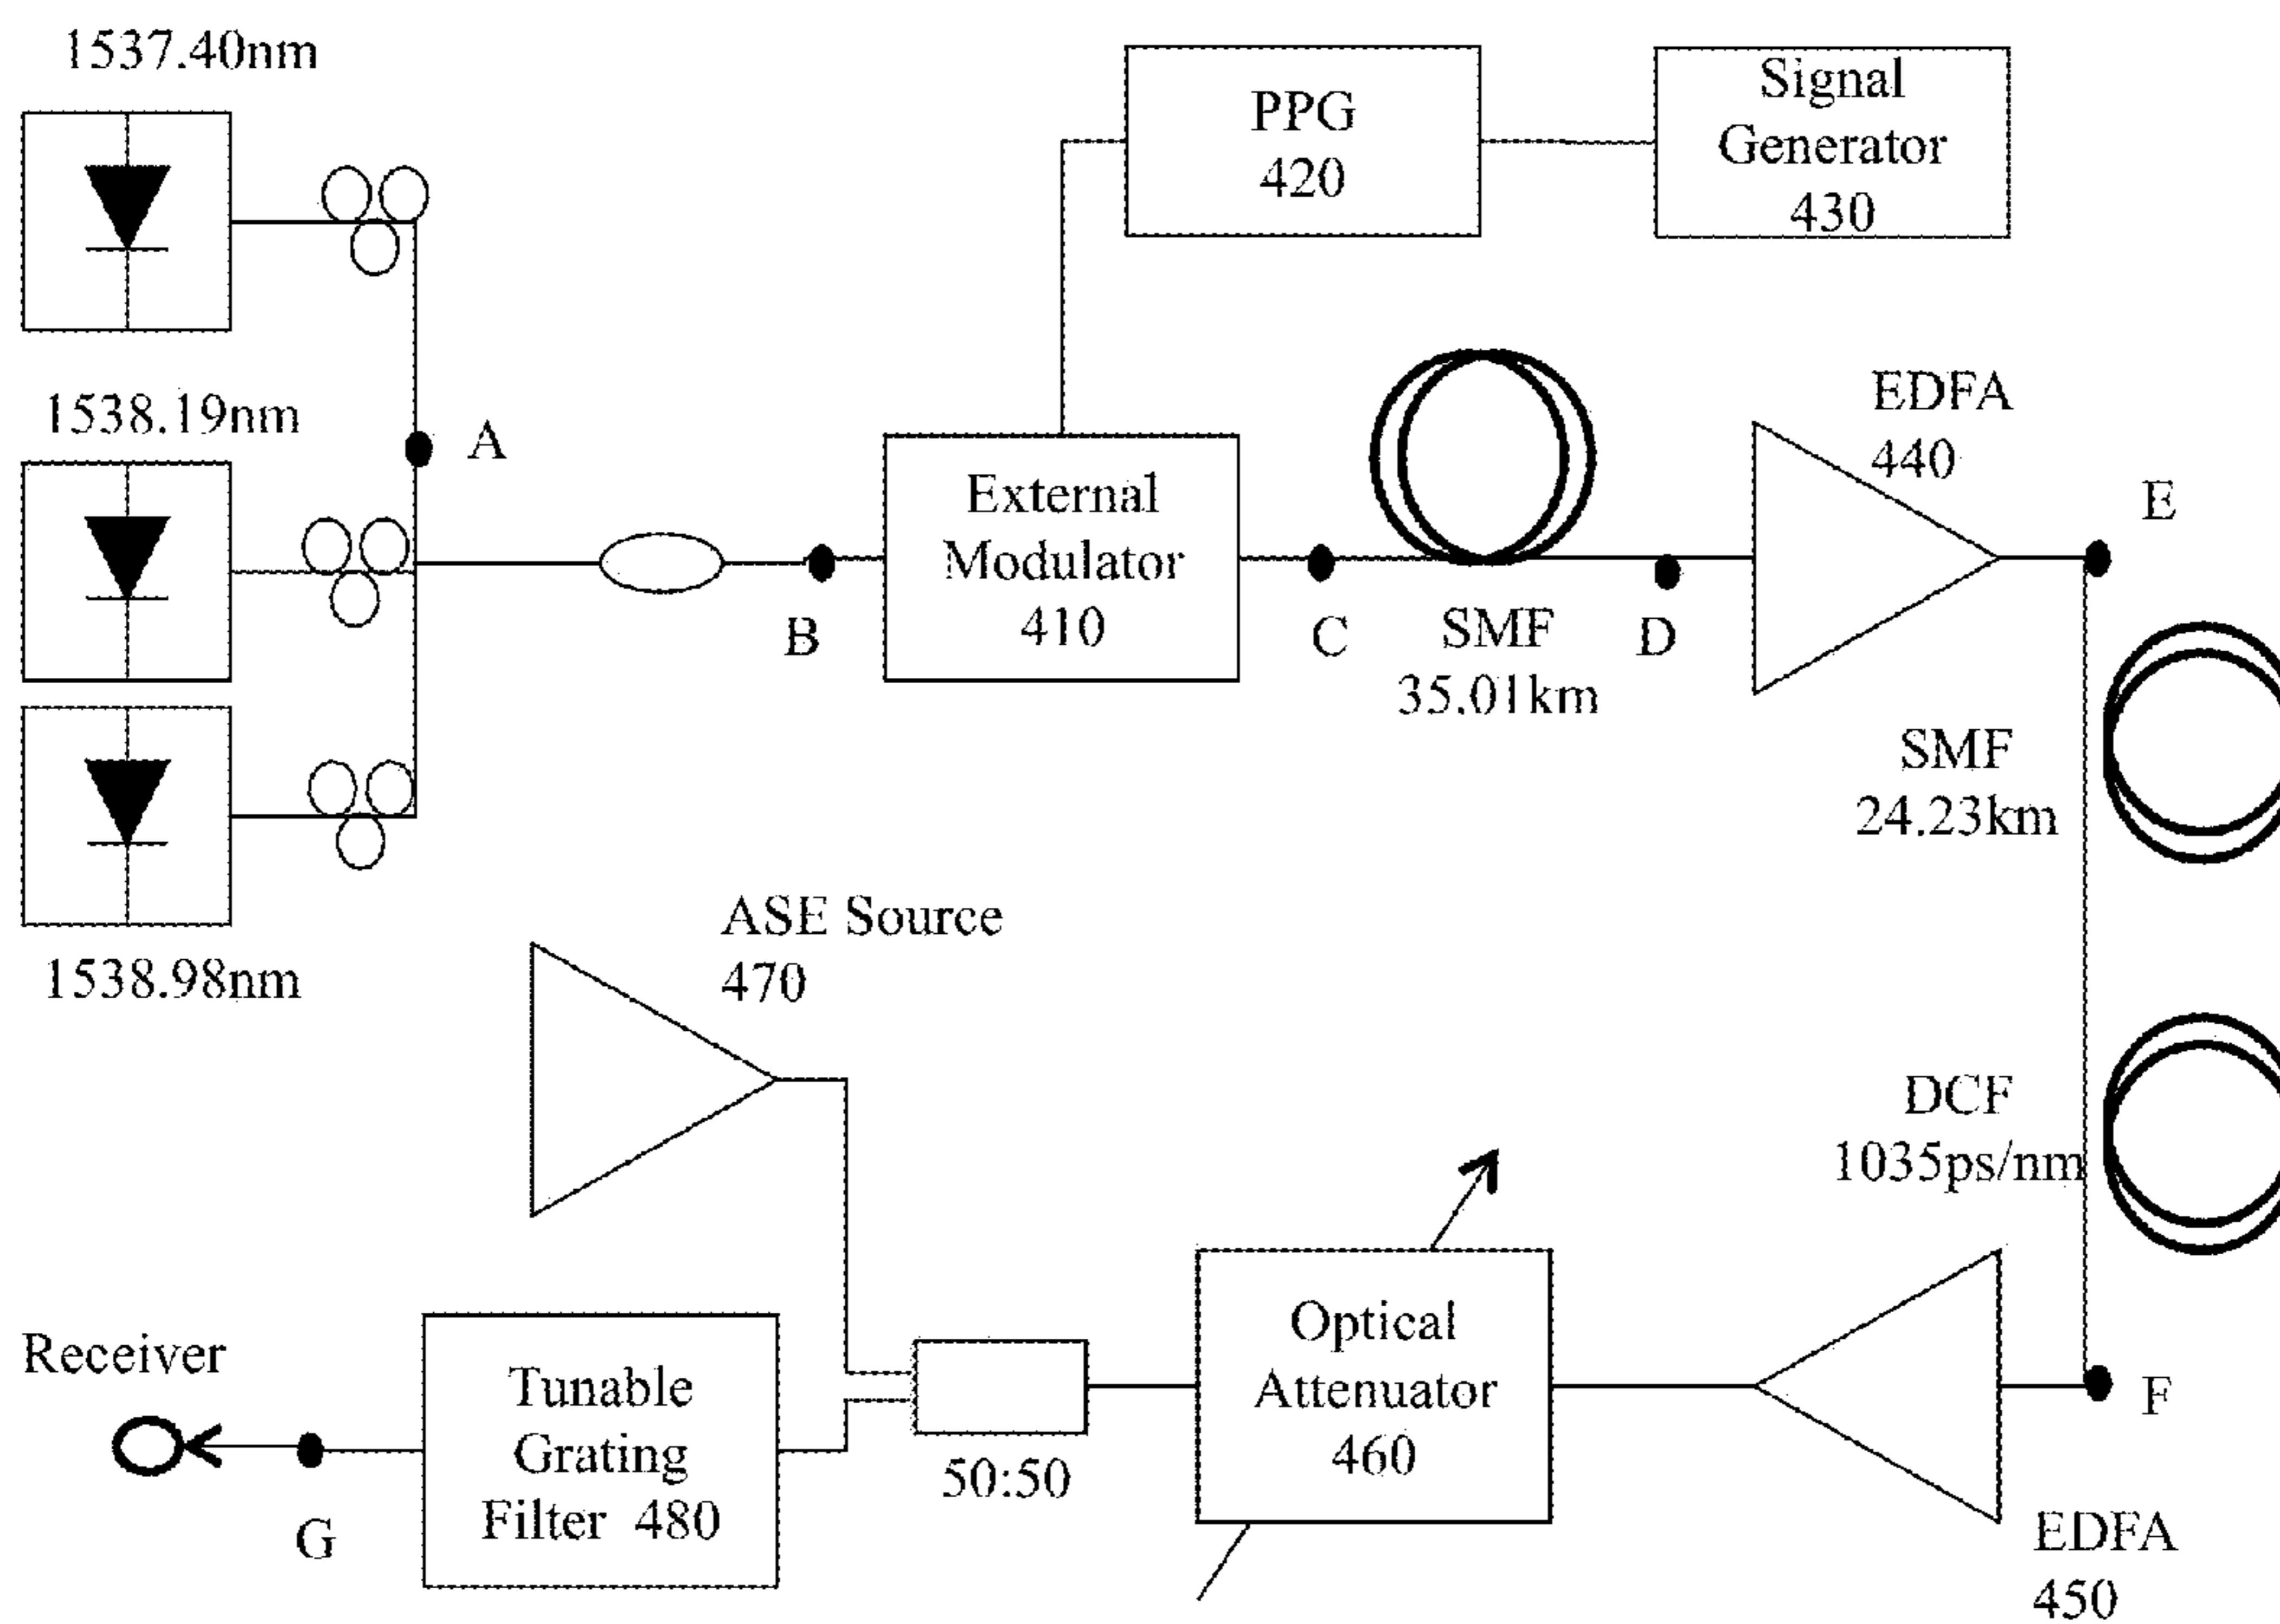 1537.40nm
PPG
420
Signal
Generator
430
1538.19nm
A
External
Modulator
410
B
C
SMF
35.01km
D
EDFA
440
E
SMF
24.23km
1538.98nm
ASE Source
470
DCF
1035ps/nm
Receiver
G
Tunable
Grating
Filter 480
50:50
Optical
Attenuator
460
F
EDFA
450